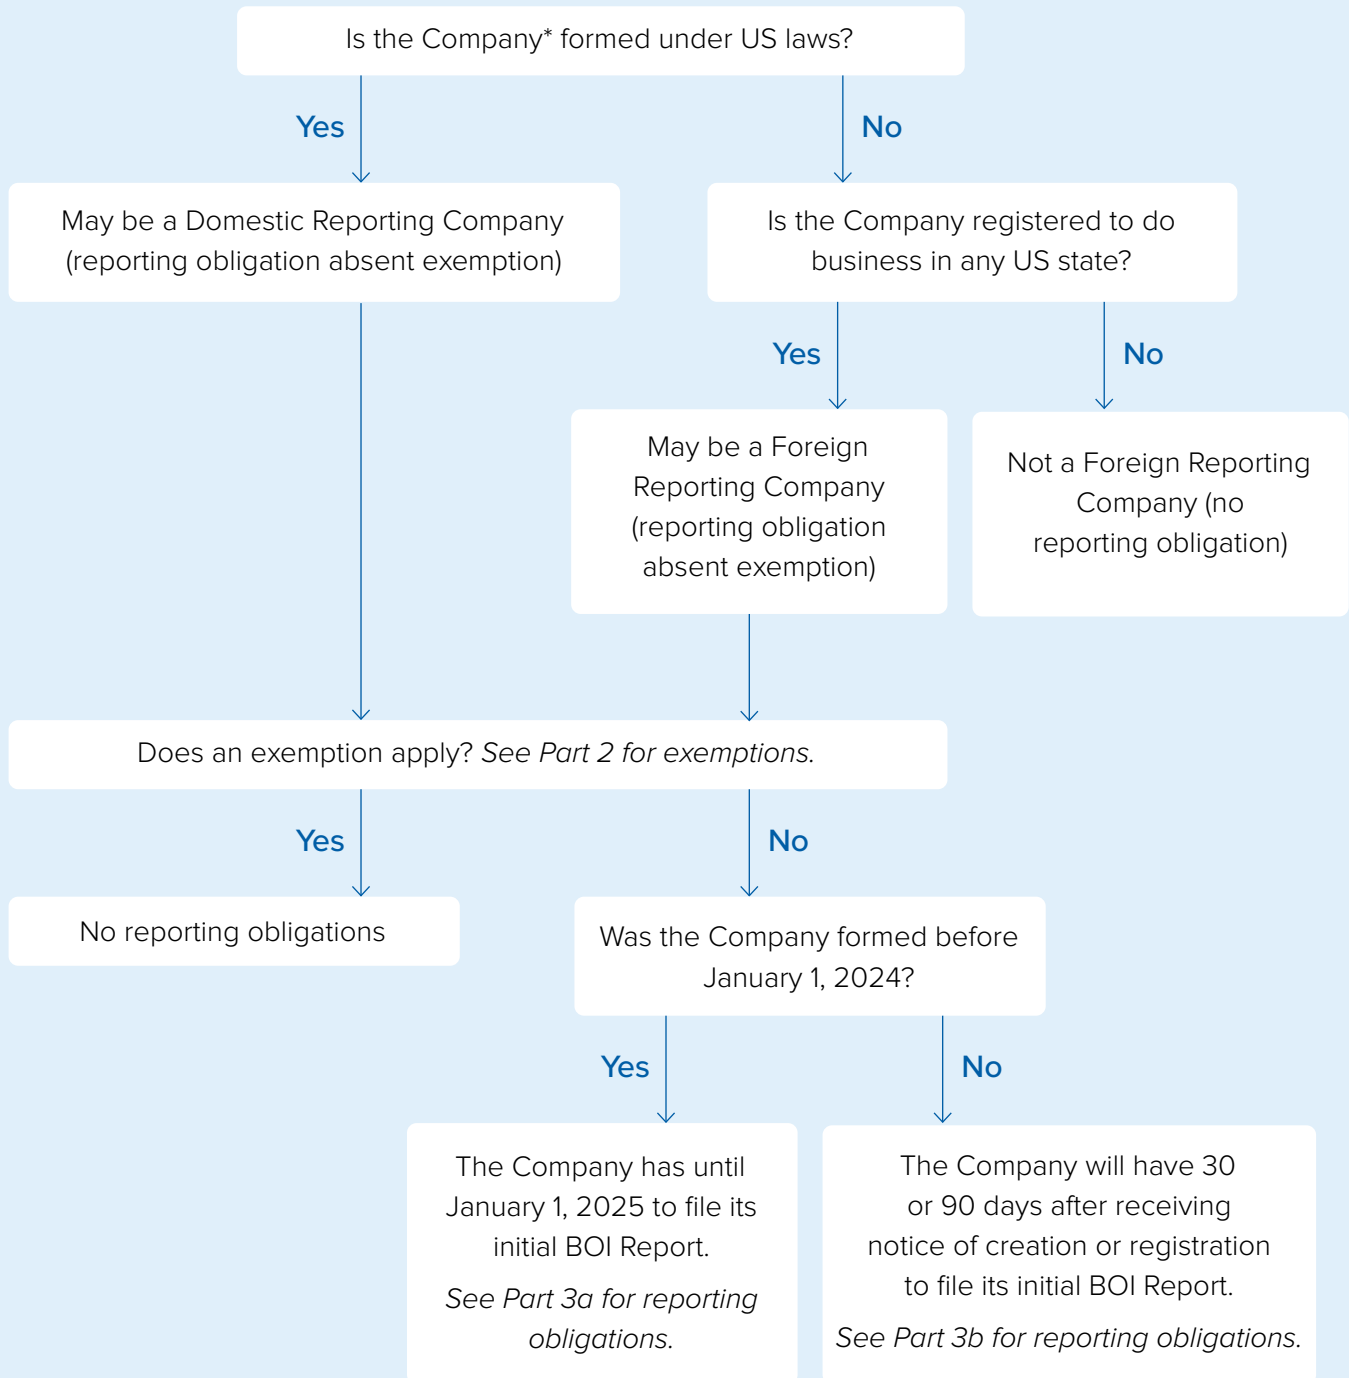 Is the Company* formed under US laws?
Yes
No
May be a Domestic Reporting Company
(reporting obligation absent exemption)
Is the Company registered to do
business in any US state?
Yes
No
May be a Foreign
Reporting Company
(reporting obligation
absent exemption)
Not a Foreign Reporting
Company (no
reporting obligation)
Does an exemption apply? See Part 2 for exemptions.
Yes
No
No reporting obligations
Was the Company formed before
January 1, 2024?
Yes
No
The Company has until
January 1, 2025 to file its
initial BOI Report.
See Part 3a for reporting
obligations.
The Company will have 30
or 90 days after receiving
notice of creation or registration
to file its initial BOI Report.
See Part 3b for reporting obligations.